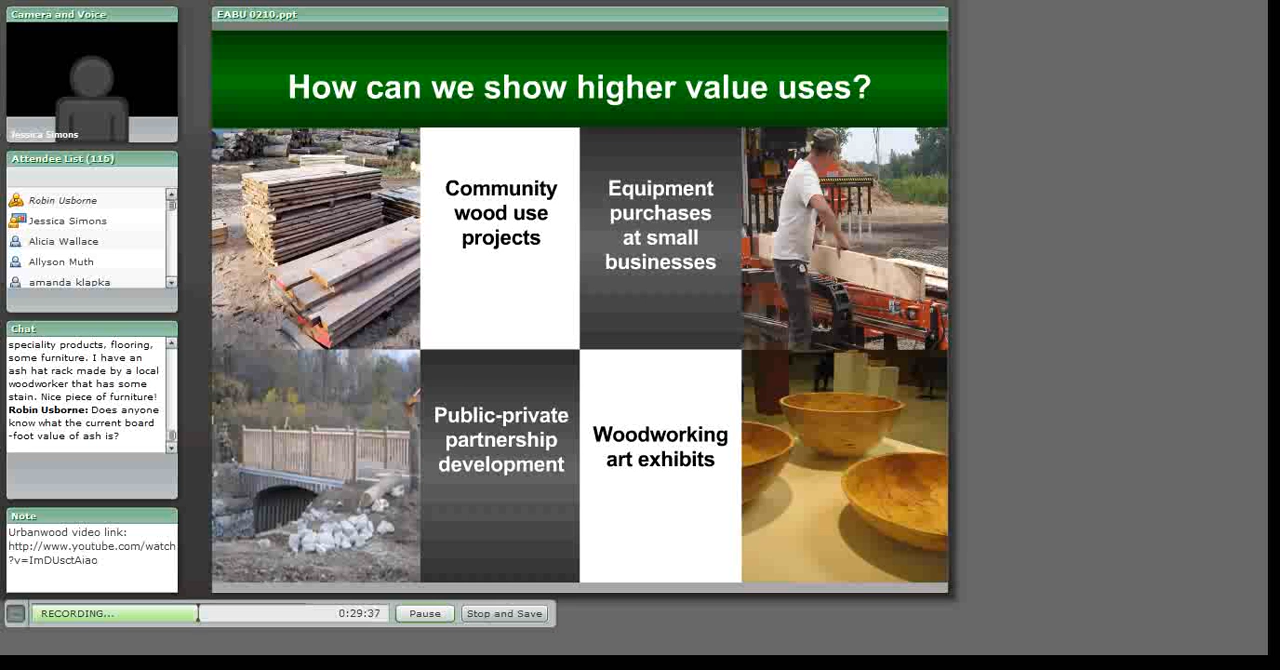 Camera and Voice
Jessica Simons
Attendee List (115)
Robin Usborne
Jessica Simons
Alicia Wallace
Allyson Muth
amanda klapka
Chat
speciality products, flooring,
some furniture. I have an
ash hat rack made by a local
woodworker that has some
stain. Nice piece of furniture!
Robin Usborne: Does anyone
know what the current board
-foot value of ash is?
Note
Urbanwood video link:
http://www.youtube.com/watch
?v=ImDUsctAiao
EABU 0210.ppt
How can we show higher value uses?
Community
wood use
projects
Equipment
purchases
at small
businesses
Public-private
partnership
development
Woodworking
art exhibits
RECORDING...
0:29:37
Pause
Stop and Save